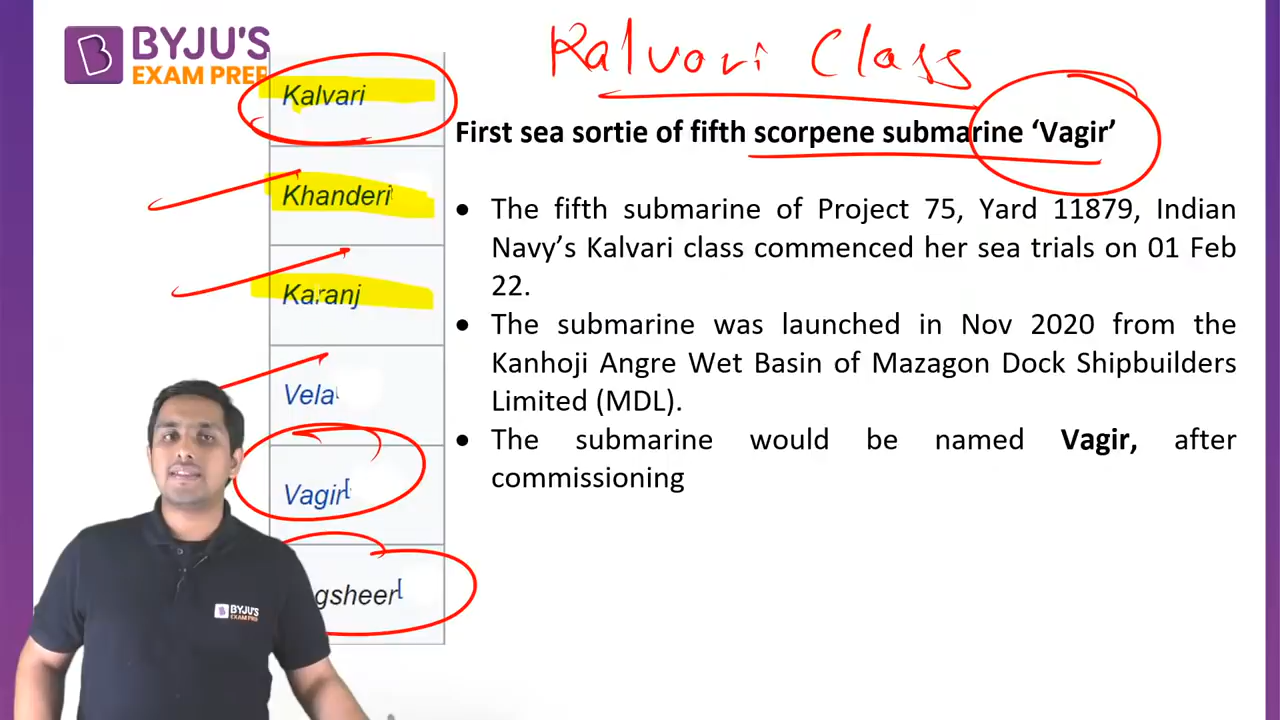 BYJU'S
EXAM PREP
Kalvari Class
Kalvari
Khanderi
Karanj
Vela
Vagir[
gsheer[
First sea sortie of fifth scorpene submarine ‘Vagir’
• The fifth submarine of Project 75, Yard 11879, Indian
Navy’s Kalvari class commenced her sea trials on 01 Feb
22.
• The submarine was launched in Nov 2020 from the
Kanhoji Angre Wet Basin of Mazagon Dock Shipbuilders
Limited (MDL).
• The submarine would be named Vagir, after
commissioning
BYJU'S
EXAM PREP